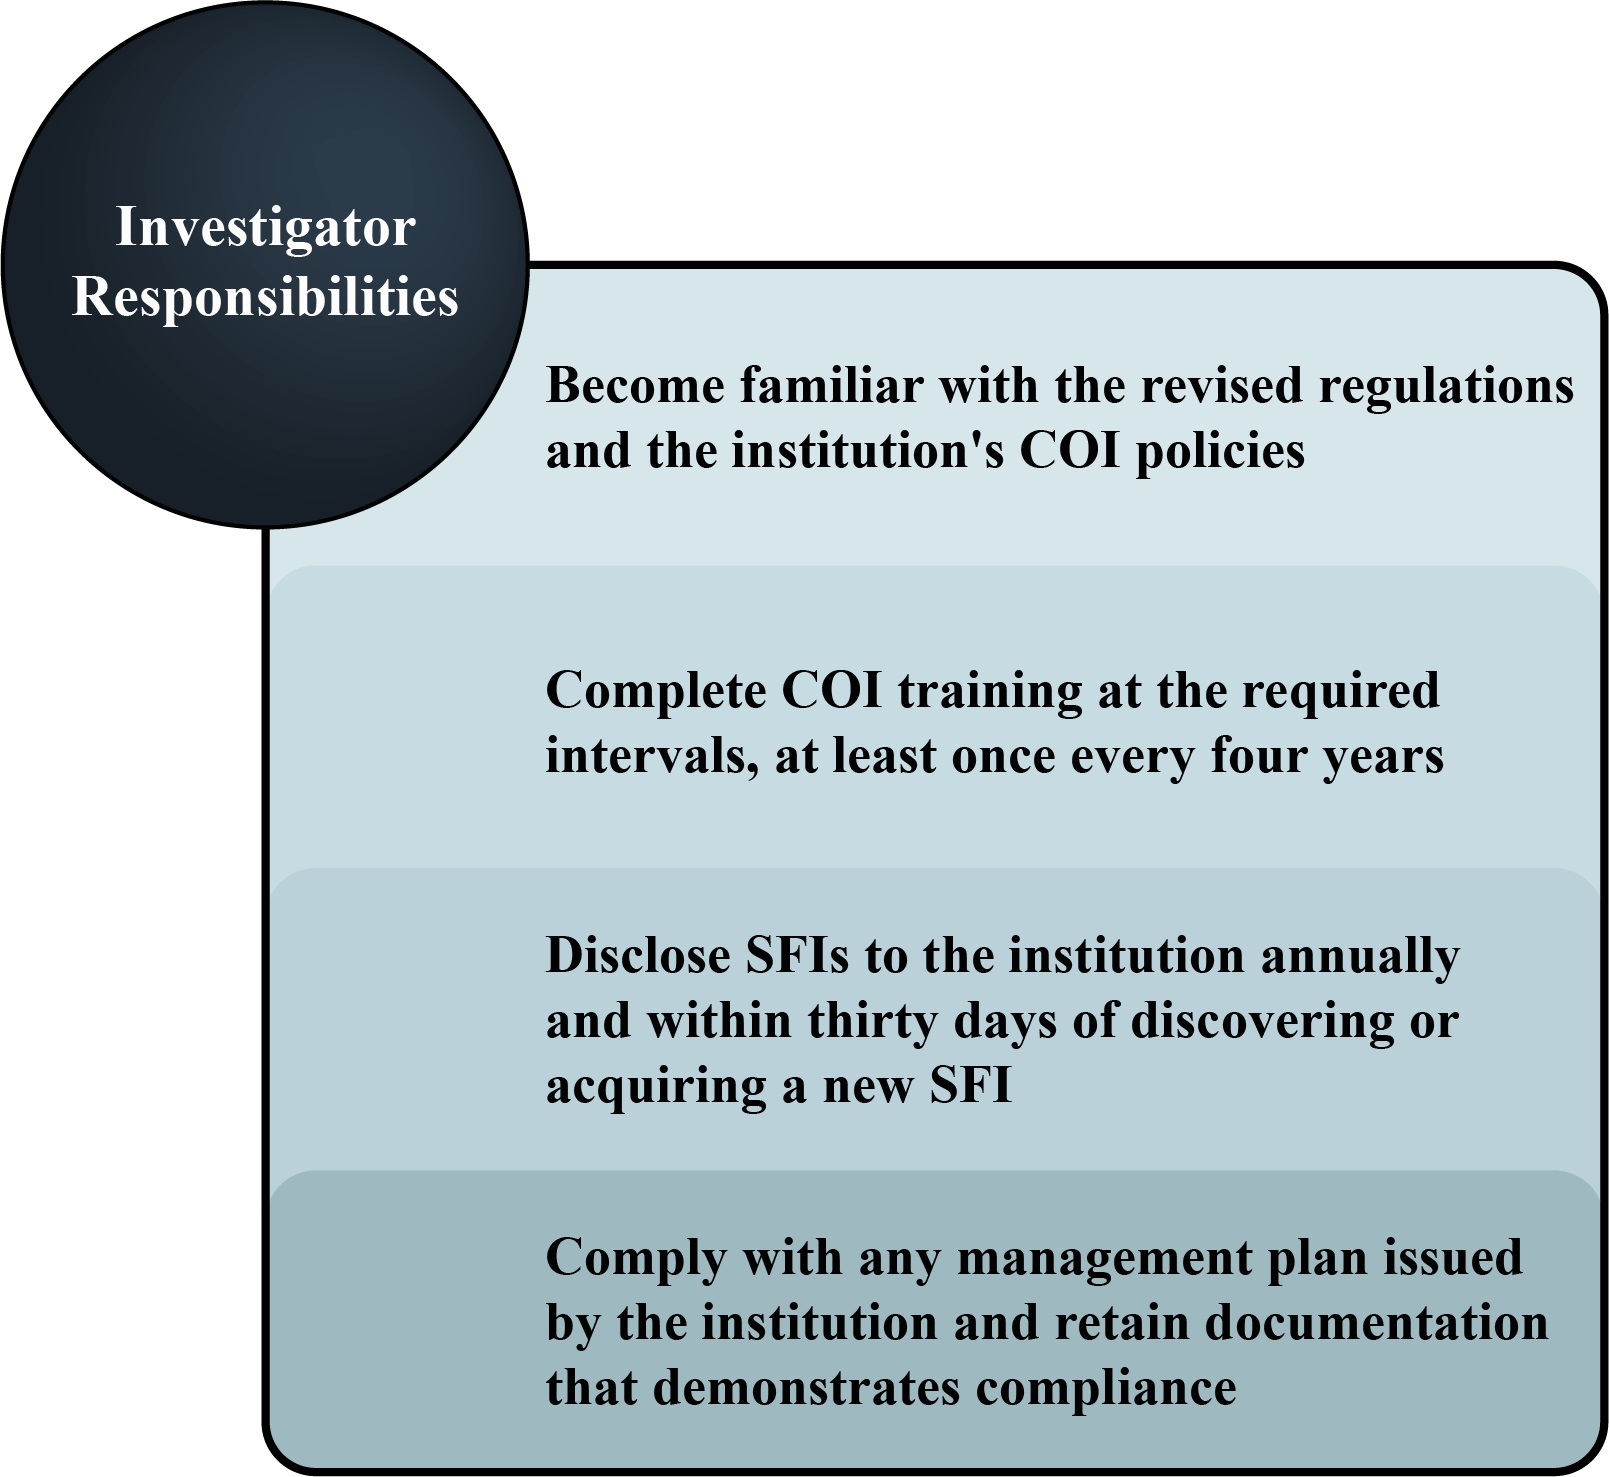 Investigator
Responsibilities
Become familiar with the revised regulations
and the institution's COI policies
Complete COI training at the required
intervals, at least once every four years
Disclose SFIs to the institution annually
and within thirty days of discovering or
acquiring a new SFI
Comply with any management plan issued
by the institution and retain documentation
that demonstrates compliance